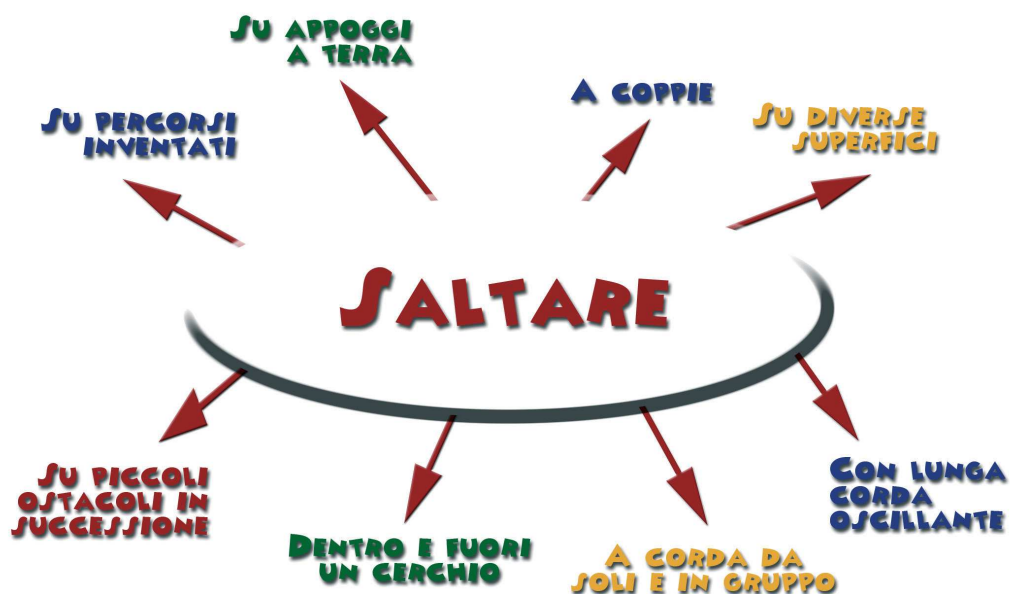 Su appoggi
a terra
A coppie
Su percorsi
inventati
Su diverse
superfici
Saltare
Su piccoli
ostacoli in
successione
Dentro e fuori
un cerchio
A corda da
soli e in gruppo
Con lunga
corda
oscillante